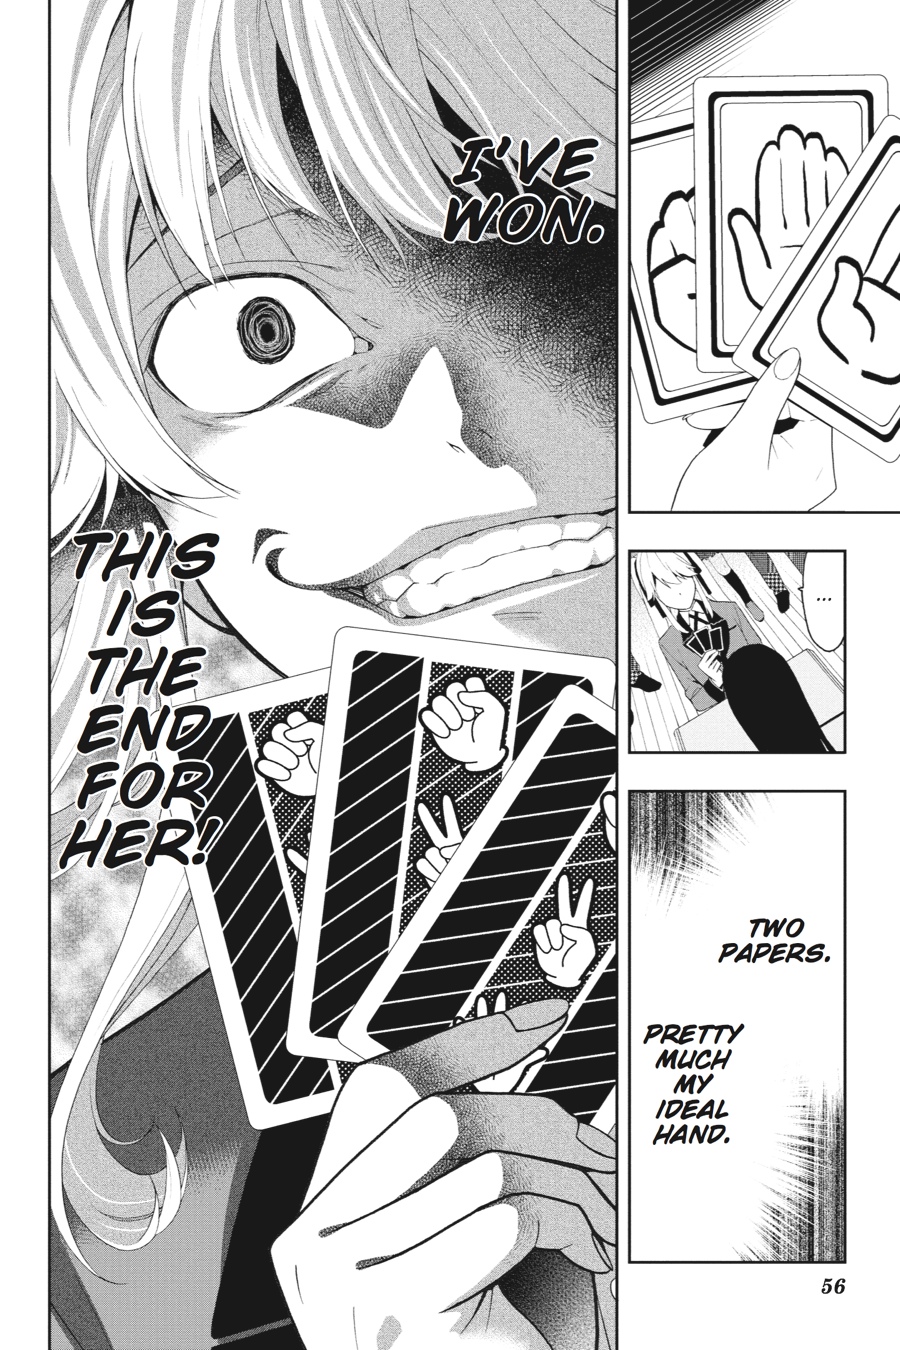 ...
TWO
PAPERS.
PRETTY
MUCH
MY
IDEAL
HAND.
I'VE
WON.
THIS
IS
THE
END
FOR
HER!
56